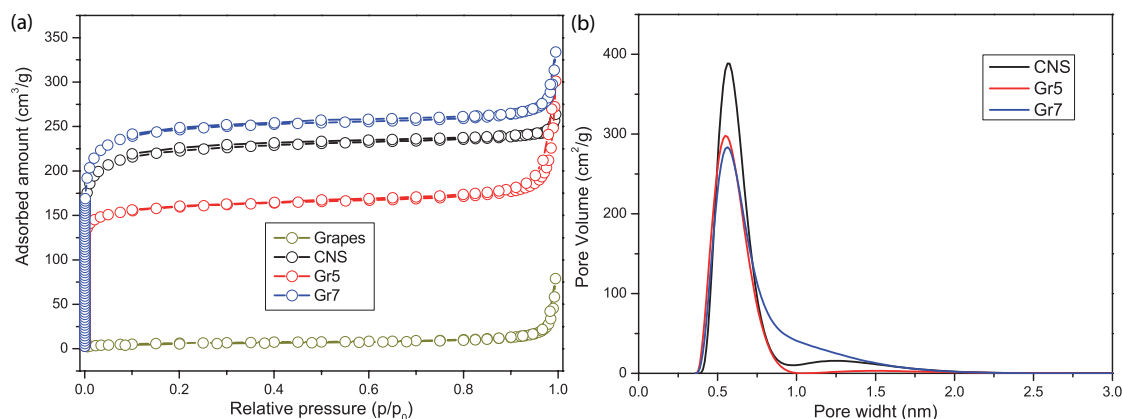 (a)
Adsorbed amount (cm³/g)
350
300
250
200
150
100
50
0
0.0
0.2
0.4
0.6
0.8
1.0
Relative pressure (p/p₀)
Grapes
CNS
Gr5
Gr7
(b)
Pore Volume (cm²/g)
400
300
200
100
0
0.0
0.5
1.0
1.5
2.0
2.5
3.0
Pore widht (nm)
CNS
Gr5
Gr7